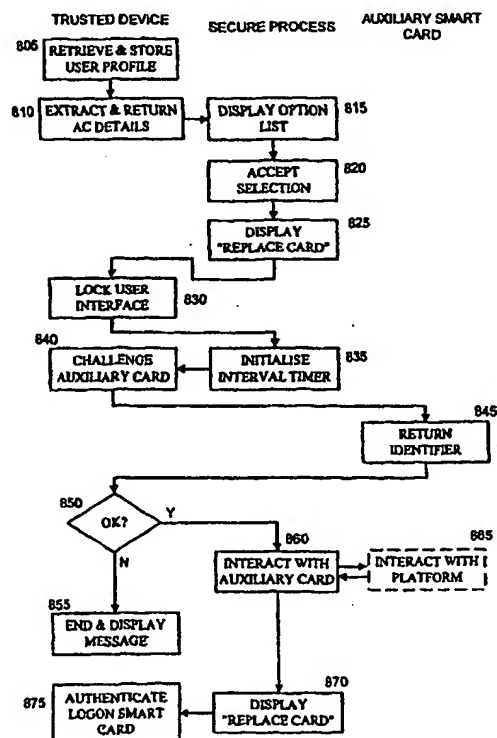 TRUSTED DEVICE
SECURE PROCESS
AUXILIARY SMART
CARD
805
RETRIEVE & STORE
USER PROFILE
810
EXTRACT & RETURN
AC DETAILS
815
DISPLAY OPTION
LIST
820
ACCEPT
SELECTION
825
DISPLAY
"REPLACE CARD"
LOCK USER
INTERFACE
830
840
CHALLENGE
AUXILIARY CARD
INITIALISE
INTERVAL TIMER
835
845
RETURN
IDENTIFIER
850
OK?
Y
N
860
INTERACT WITH
AUXILIARY CARD
865
INTERACT WITH
PLATFORM
855
END & DISPLAY
MESSAGE
870
DISPLAY
"REPLACE CARD"
875
AUTHENTICATE
LOGON SMART
CARD